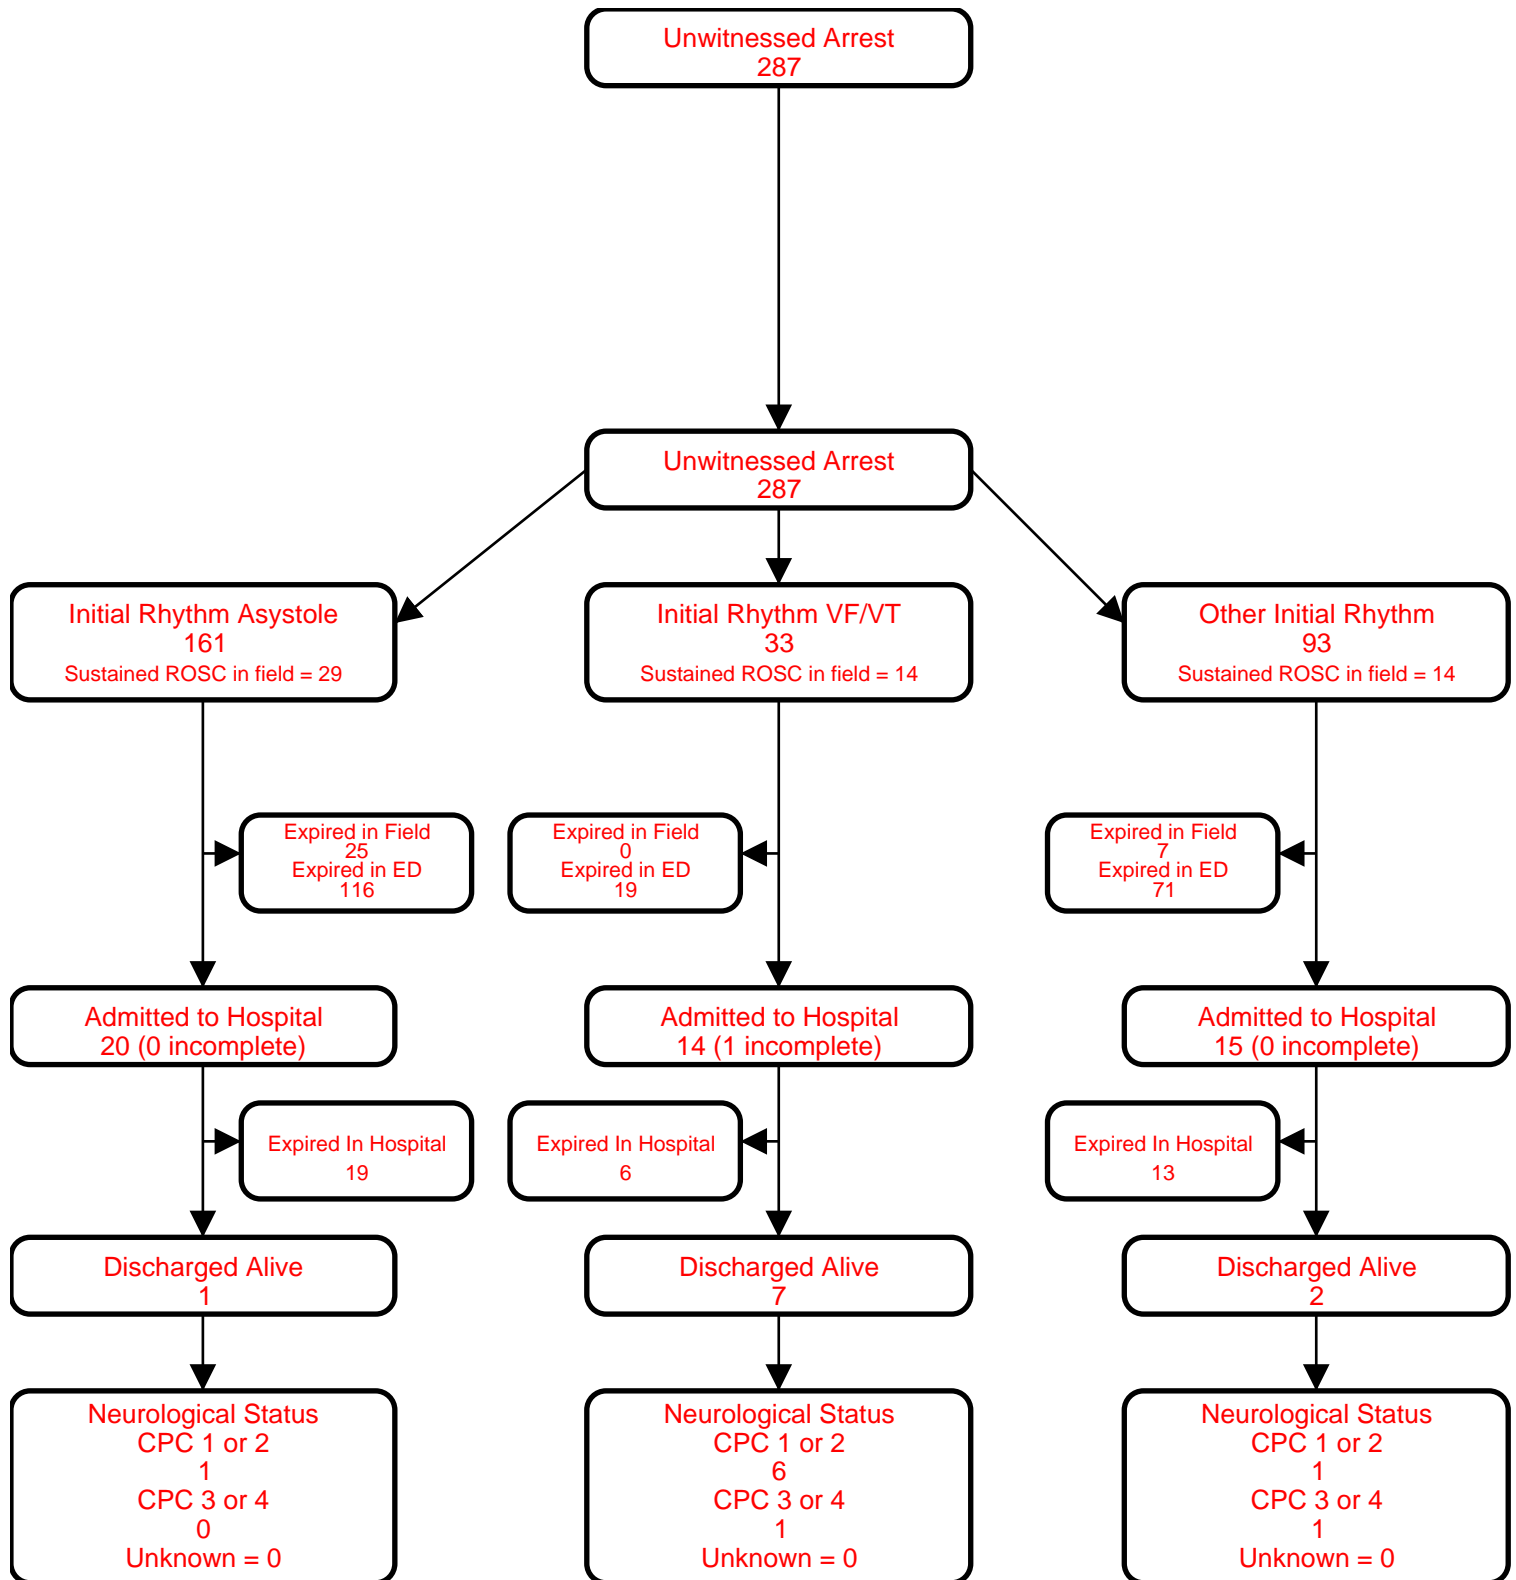 Unwitnessed Arrest
287
Unwitnessed Arrest
287
Initial Rhythm Asystole
161
Sustained ROSC in field = 29
Initial Rhythm VF/VT
33
Sustained ROSC in field = 14
Other Initial Rhythm
93
Sustained ROSC in field = 14
Expired in Field
25
Expired in ED
116
Expired in Field
0
Expired in ED
19
Expired in Field
7
Expired in ED
71
Admitted to Hospital
20 (0 incomplete)
Admitted to Hospital
14 (1 incomplete)
Admitted to Hospital
15 (0 incomplete)
Expired In Hospital
19
Expired In Hospital
6
Expired In Hospital
13
Discharged Alive
1
Discharged Alive
7
Discharged Alive
2
Neurological Status
CPC 1 or 2
1
CPC 3 or 4
0
Unknown = 0
Neurological Status
CPC 1 or 2
6
CPC 3 or 4
1
Unknown = 0
Neurological Status
CPC 1 or 2
1
CPC 3 or 4
1
Unknown = 0